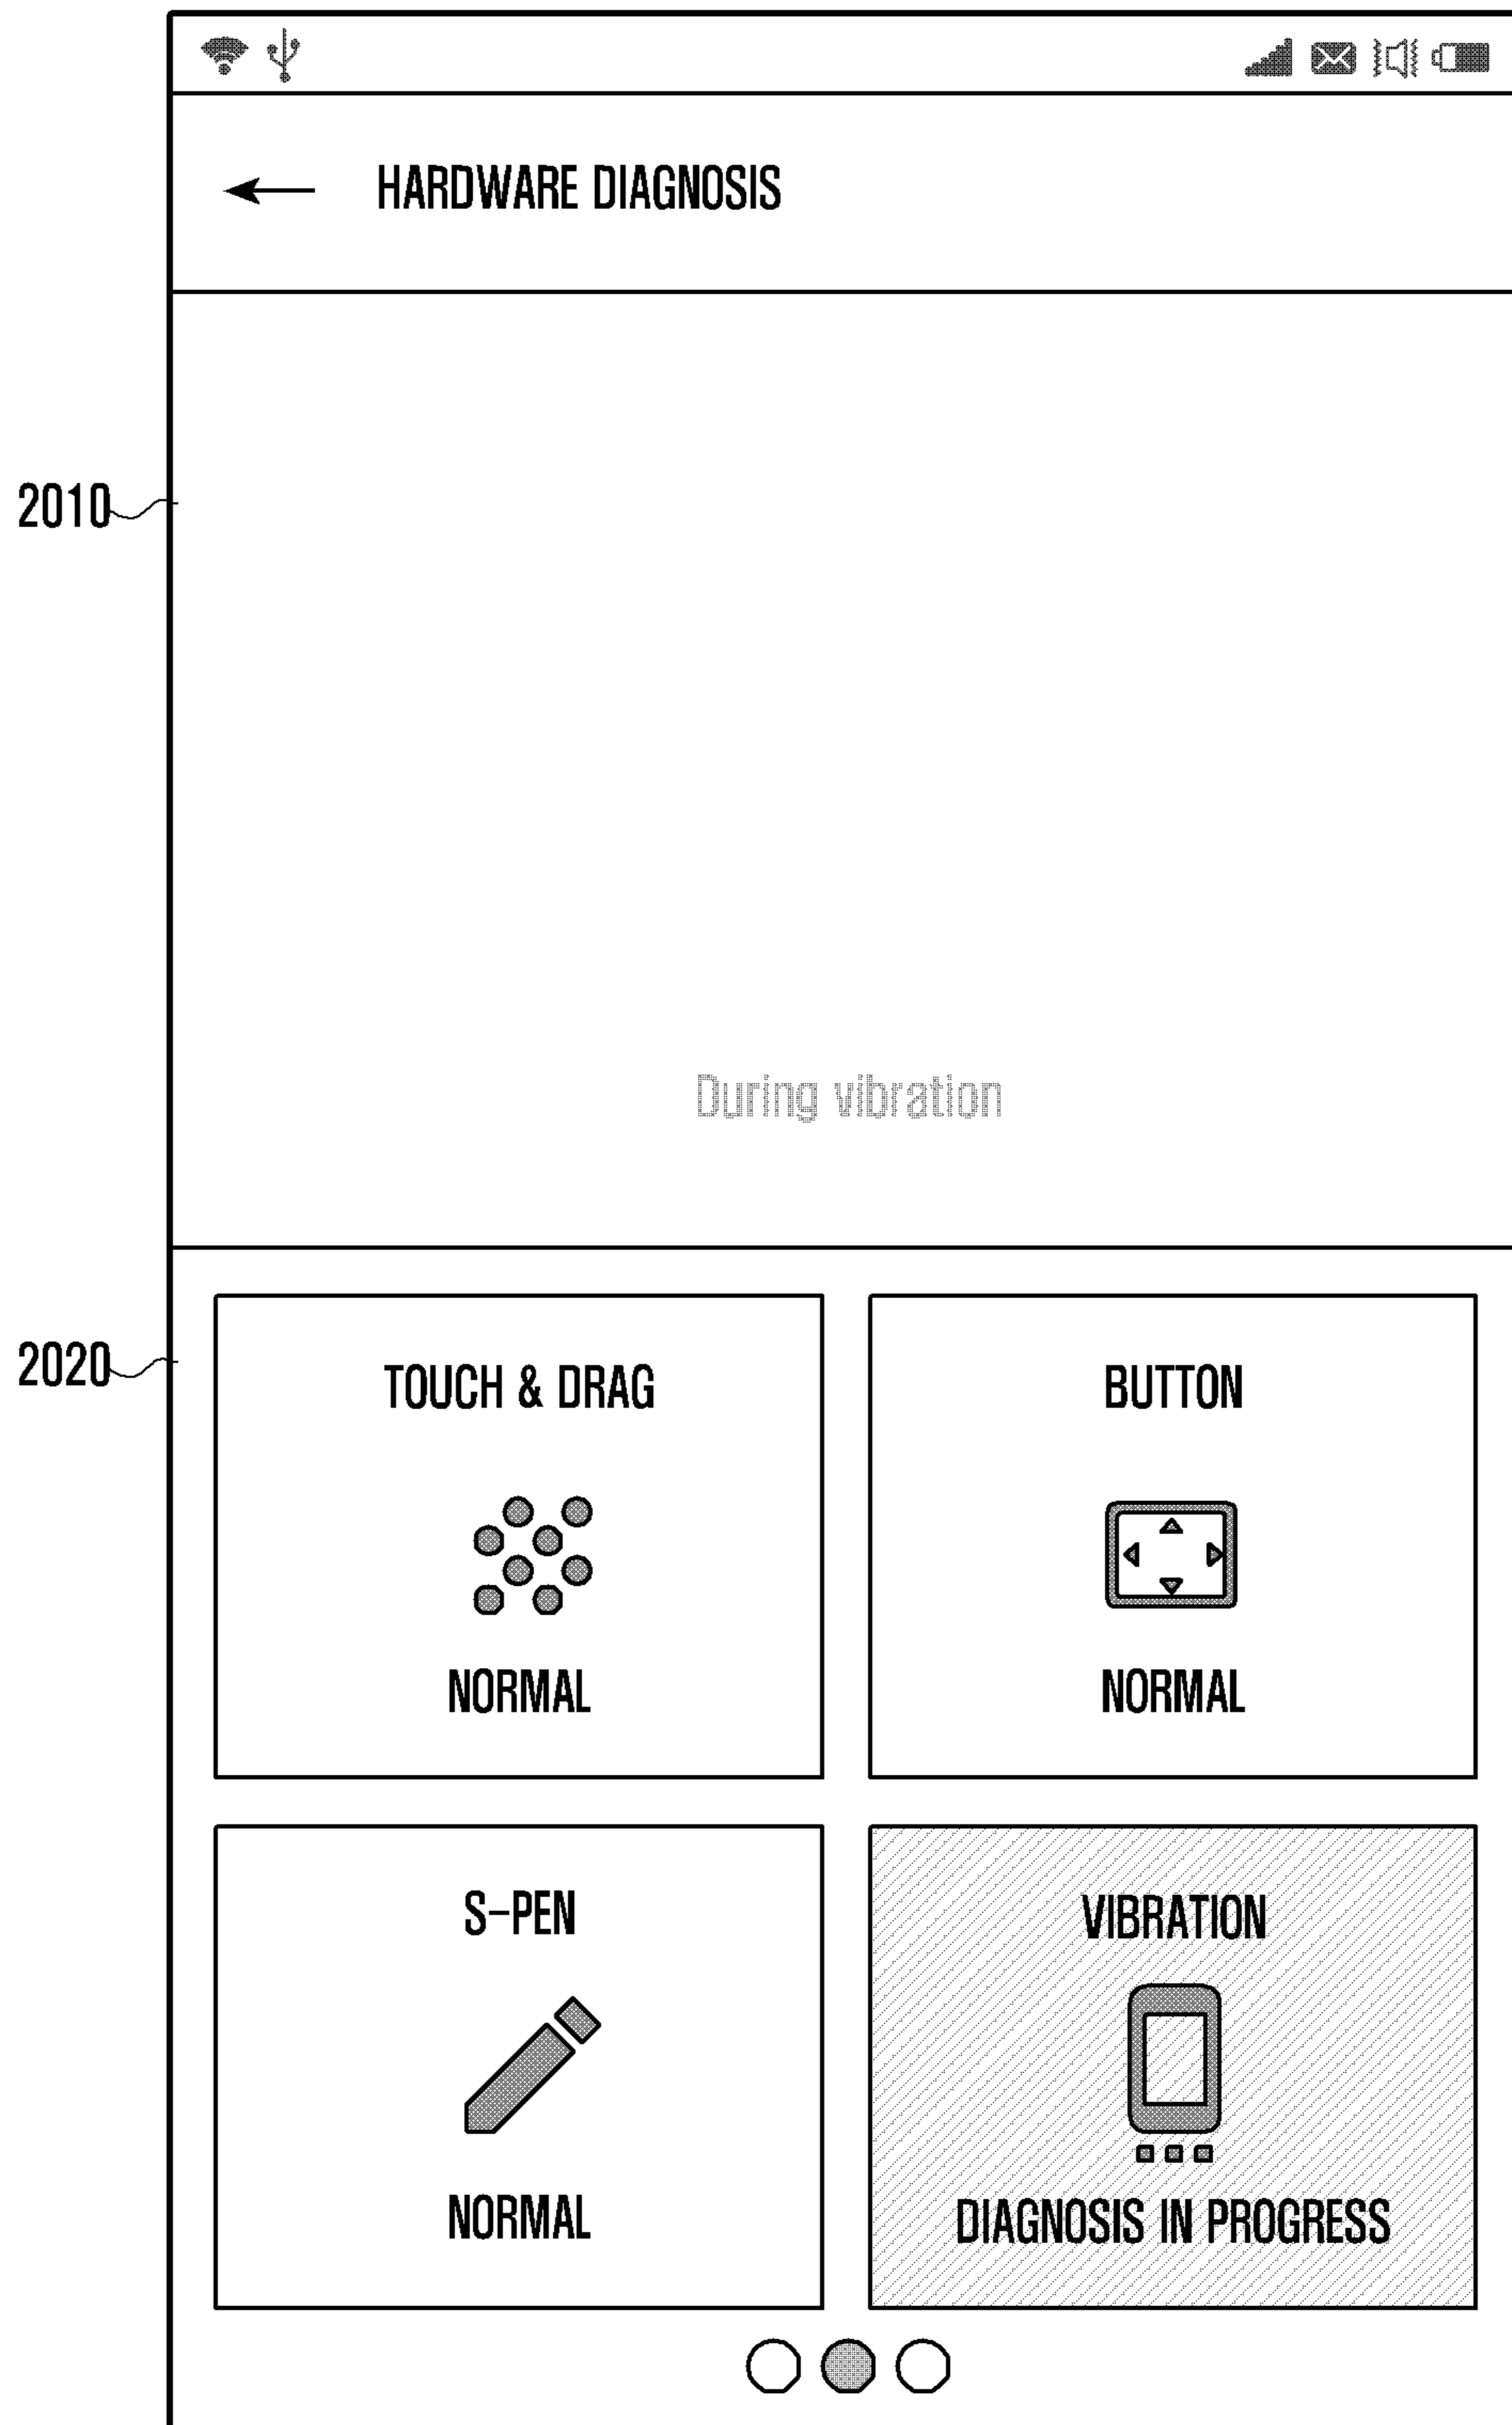 HARDWARE DIAGNOSIS
2010
During vibration
2020
TOUCH & DRAG
NORMAL
BUTTON
NORMAL
S-PEN
NORMAL
VIBRATION
DIAGNOSIS IN PROGRESS